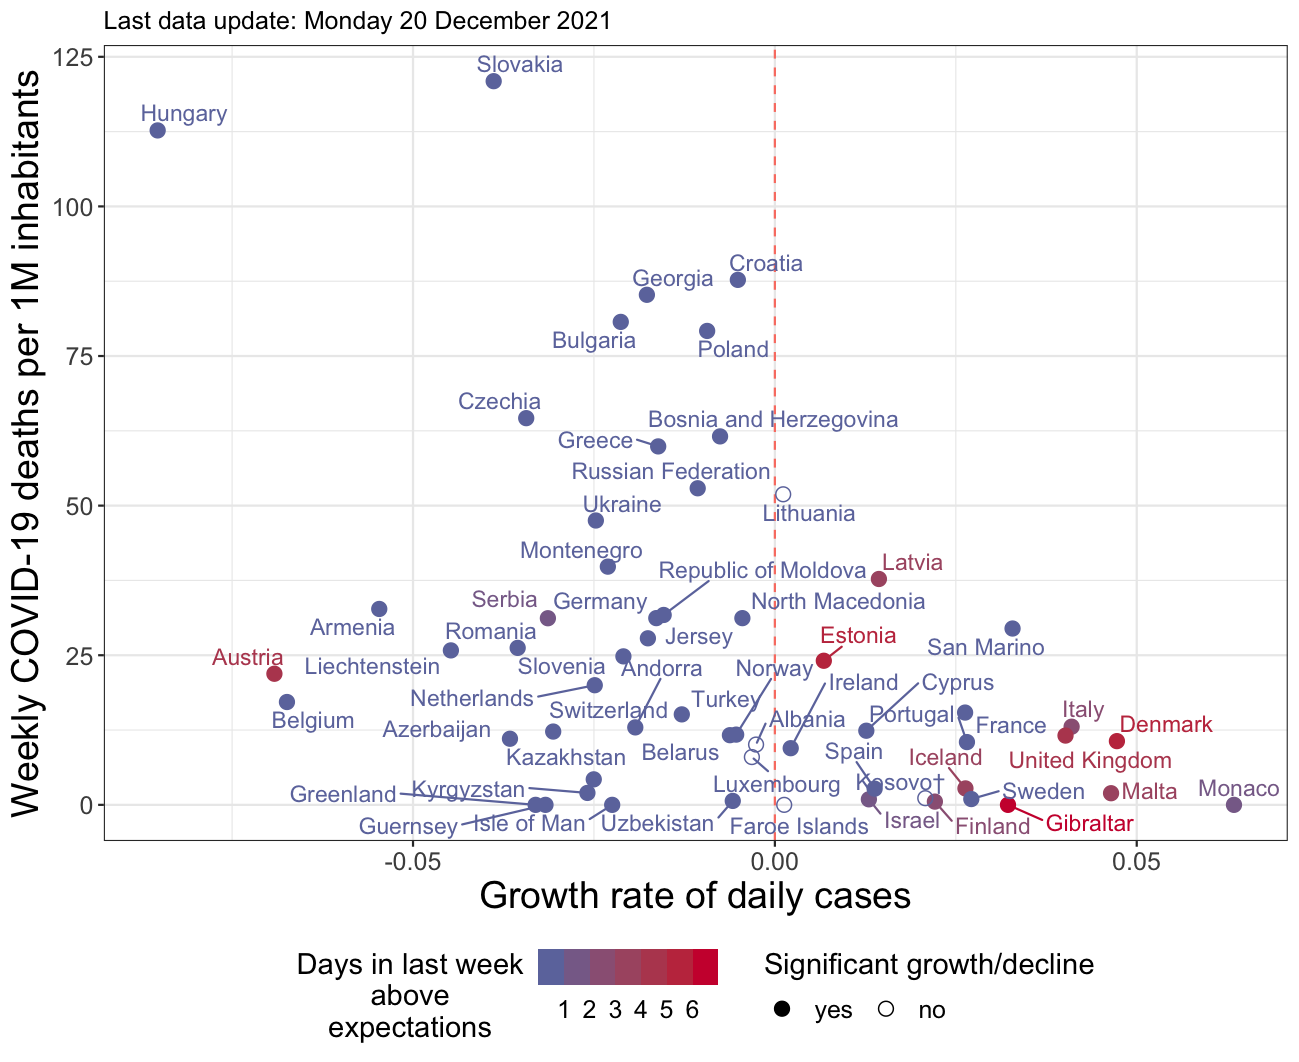 Last data update: Monday 20 December 2021
Weekly COVID-19 deaths per 1M inhabitants
125
100
75
50
25
0
Slovakia
Hungary
Croatia
Georgia
Bulgaria
Poland
Czechia
Bosnia and Herzegovina
Greece
Russian Federation
Ukraine
Lithuania
Montenegro
Latvia
Republic of Moldova
Serbia
Germany
North Macedonia
Armenia
Romania
Jersey
Estonia
San Marino
Austria
Liechtenstein
Slovenia
Andorra
Norway
Ireland
Cyprus
Netherlands
Switzerland
Turkey
Belgium
Albania
Portugal
Italy
France
Denmark
Azerbaijan
Belarus
Spain
Iceland
United Kingdom
Kazakhstan
Luxembourg
Kosovo†
Greenland
Kyrgyzstan
Sweden
Malta
Monaco
Guernsey
Isle of Man
Uzbekistan
Faroe Islands
Israel
Finland
Gibraltar
-0.05
0.00
0.05
Growth rate of daily cases
Days in last week
above
expectations
1 2 3 4 5 6
Significant growth/decline
yes
no